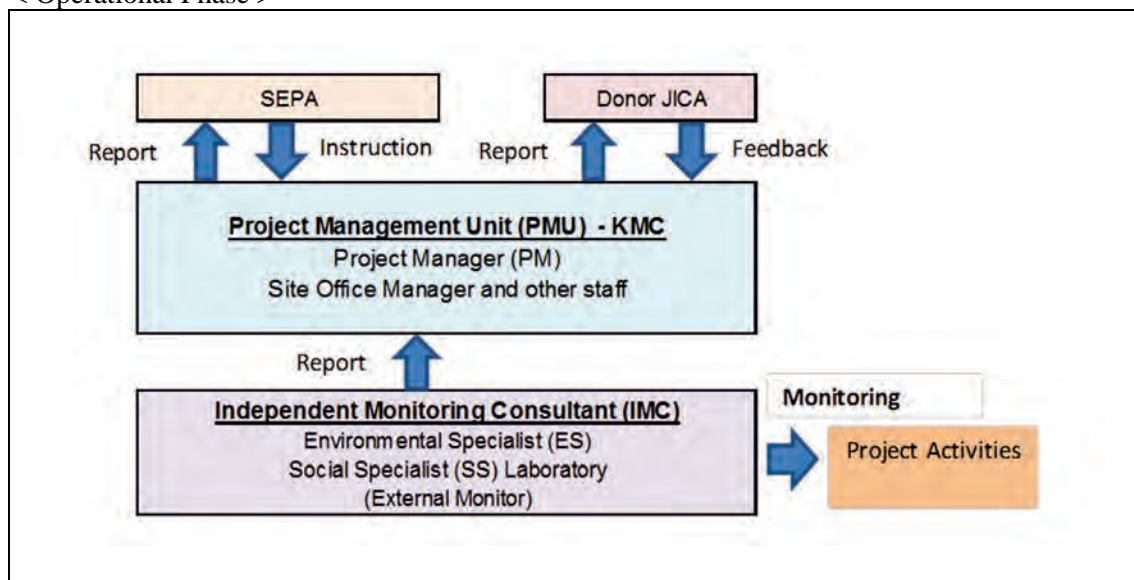 < Operational Phase >
SEPA
Donor JICA
Report
Instruction
Report
Feedback
Project Management Unit (PMU) - KMC
Project Manager (PM)
Site Office Manager and other staff
Report
Independent Monitoring Consultant (IMC)
Environmental Specialist (ES)
Social Specialist (SS) Laboratory
(External Monitor)
Monitoring
Project Activities